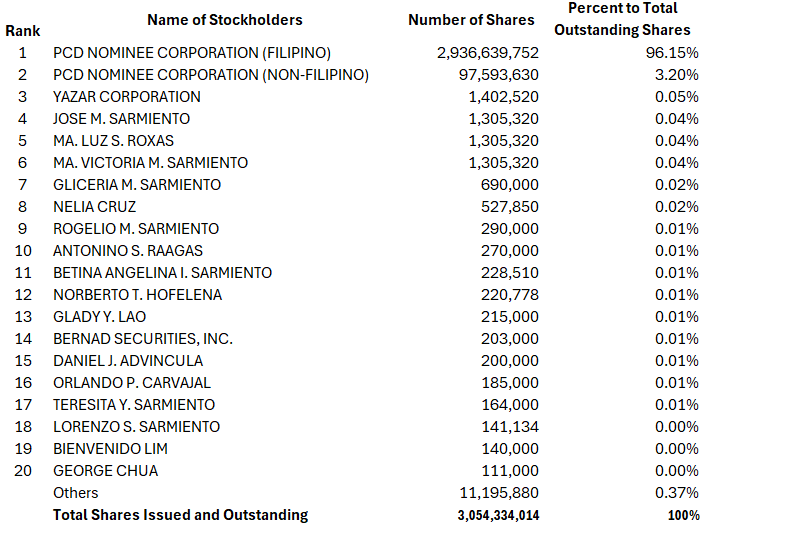 Rank Name of Stockholders Number of Shares Percent to Total Outstanding Shares
1 PCD NOMINEE CORPORATION (FILIPINO) 2,936,639,752 96.15%
2 PCD NOMINEE CORPORATION (NON-FILIPINO) 97,593,630 3.20%
3 YAZAR CORPORATION 1,402,520 0.05%
4 JOSE M. SARMIENTO 1,305,320 0.04%
5 MA. LUZ S. ROXAS 1,305,320 0.04%
6 MA. VICTORIA M. SARMIENTO 1,305,320 0.04%
7 GLICERIA M. SARMIENTO 690,000 0.02%
8 NELIA CRUZ 527,850 0.02%
9 ROGELIO M. SARMIENTO 290,000 0.01%
10 ANTONINO S. RAAGAS 270,000 0.01%
11 BETINA ANGELINA I. SARMIENTO 228,510 0.01%
12 NORBERTO T. HOFELENA 220,778 0.01%
13 GLADY Y. LAO 215,000 0.01%
14 BERNAD SECURITIES, INC. 203,000 0.01%
15 DANIEL J. ADVINCULA 200,000 0.01%
16 ORLANDO P. CARVAJAL 185,000 0.01%
17 TERESITA Y. SARMIENTO 164,000 0.01%
18 LORENZO S. SARMIENTO 141,134 0.00%
19 BIENVENIDO LIM 140,000 0.00%
20 GEORGE CHUA 111,000 0.00%
Others 11,195,880 0.37%
Total Shares Issued and Outstanding 3,054,334,014 100%